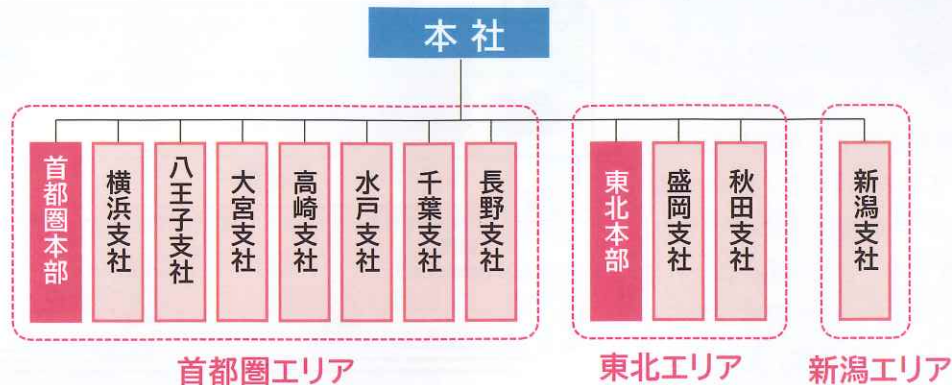 本社
首都圏本部
横浜支社
八王子支社
大宮支社
高崎支社
水戸支社
千葉支社
長野支社
東北本部
盛岡支社
秋田支社
新潟支社
首都圏エリア
東北エリア
新潟エリア